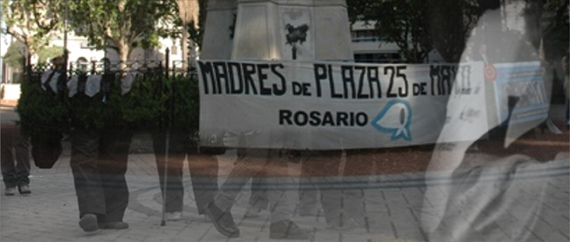 MADRES DE PLAZA 25 DE MAYO
ROSARIO